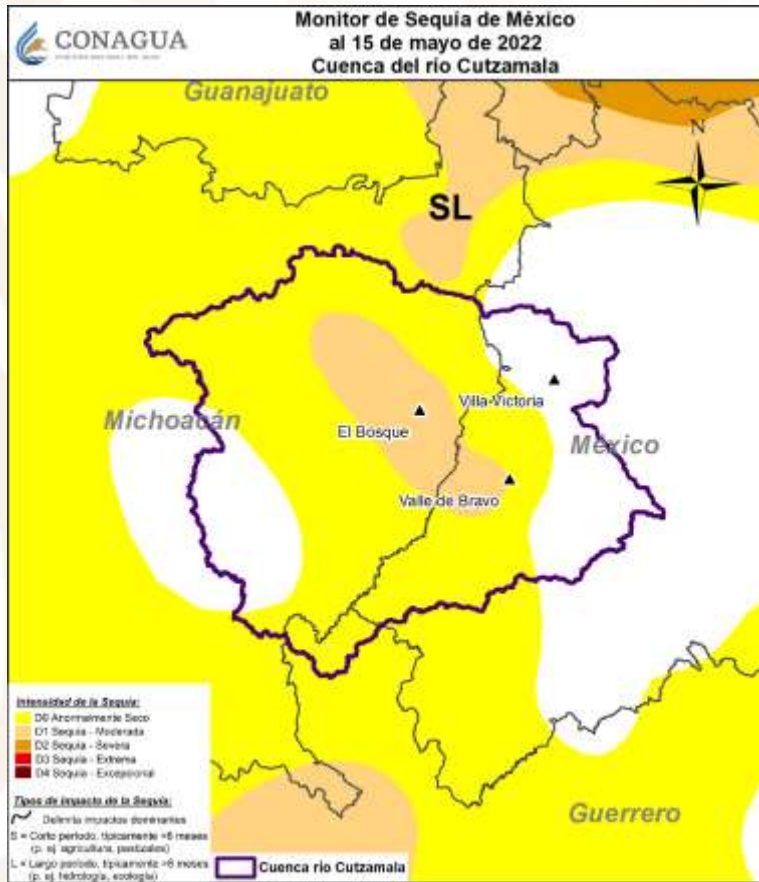 CONAGUA
Monitor de Sequía de México
al 15 de mayo de 2022
Cuenca del río Cutzamala
Guanajuato
N
SL
Villa Victoria
Michoacán
El Bosque
México
Valle de Bravo
Guerrero
Intensidad de la Sequía:
D0 Anormalmente Seco
D1 Sequía - Moderada
D2 Sequía - Severa
D3 Sequía - Extrema
D4 Sequía - Excepcional
Tipos de impacto de la Sequía:
Delimita impactos dominantes
S = Corto período, típicamente <6 meses
(p. ej. agricultura, pastizales)
L = Largo período, típicamente >6 meses
(p. ej. hidrología, ecología)
Cuenca río Cutzamala